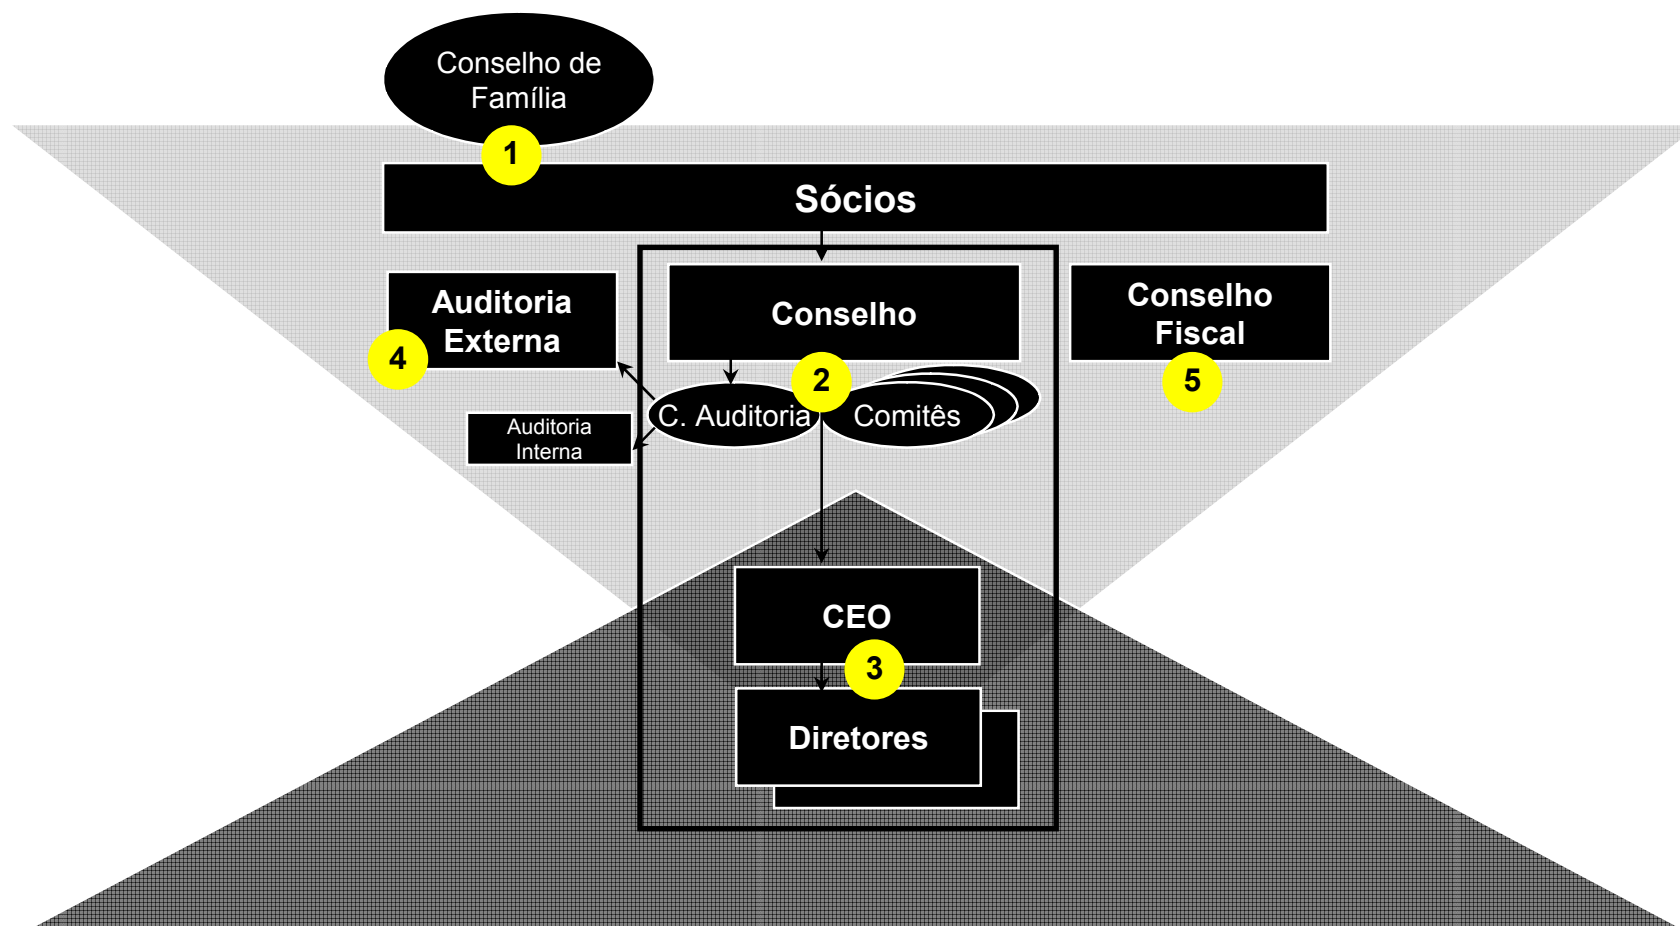 Conselho de
Família
1
Sócios
Auditoria
Externa
4
Conselho
Conselho
Fiscal
5
2
C. Auditoria
Comitês
Auditoria
Interna
CEO
3
Diretores